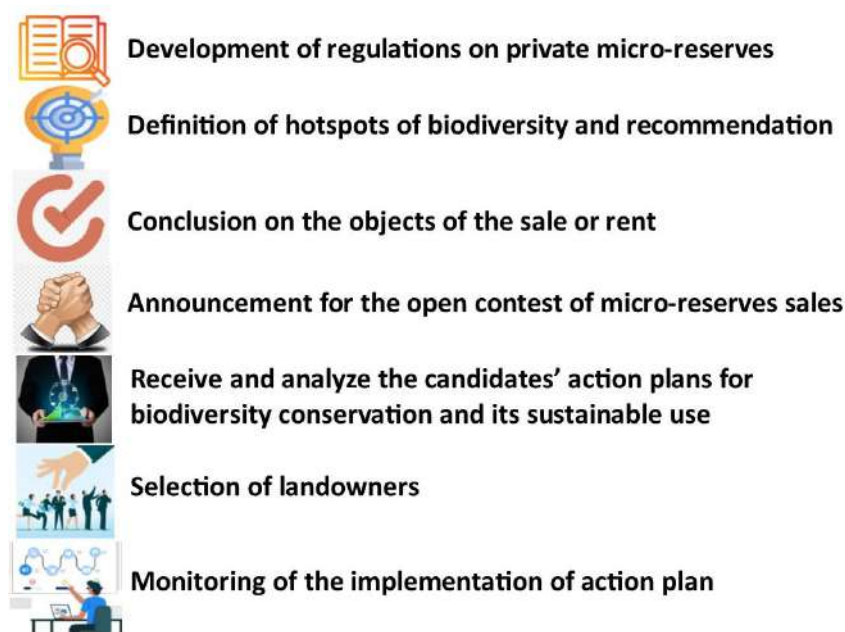 Development of regulations on private micro-reserves
Definition of hotspots of biodiversity and recommendation
Conclusion on the objects of the sale or rent
Announcement for the open contest of micro-reserves sales
Receive and analyze the candidates’ action plans for
biodiversity conservation and its sustainable use
Selection of landowners
Monitoring of the implementation of action plan